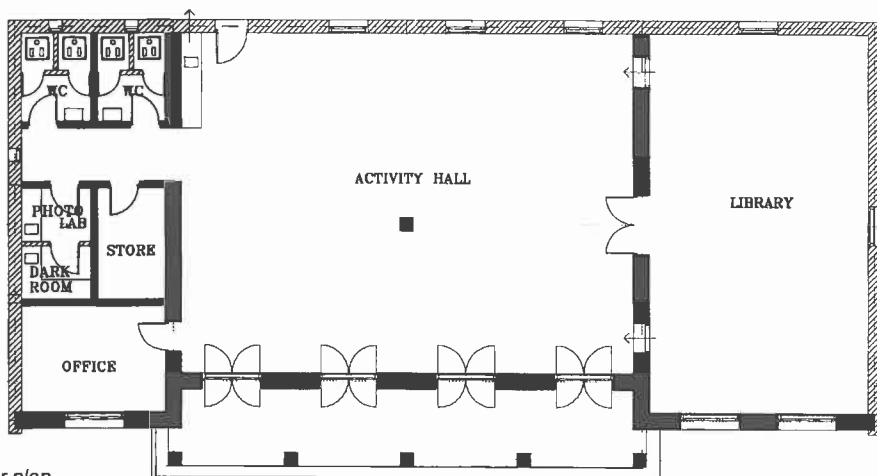 WC
WC
ACTIVITY HALL
LIBRARY
PHOTO
LAB
STORE
DARK
ROOM
OFFICE